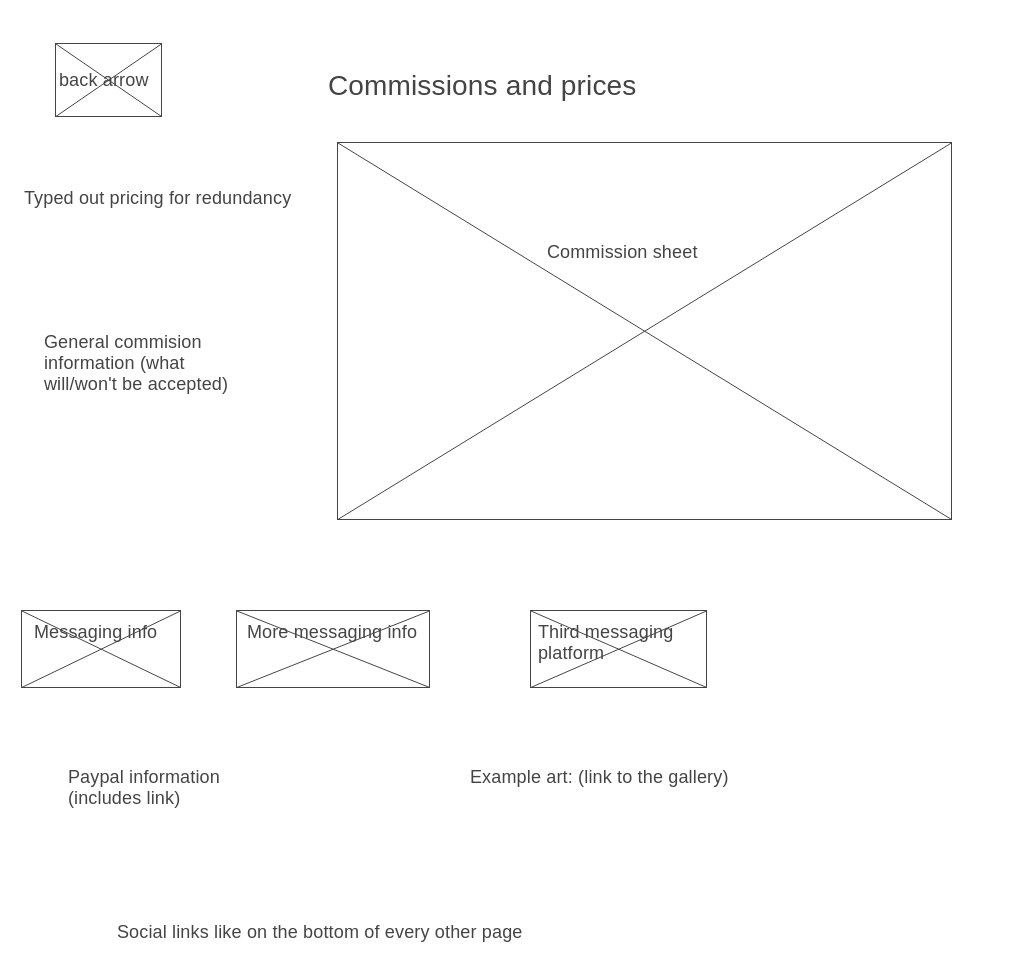 back arrow
Commissions and prices
Typed out pricing for redundancy
Commission sheet
General commision
information (what
will/won't be accepted)
Messaging info
More messaging info
Third messaging
platform
Paypal information
(includes link)
Example art: (link to the gallery)
Social links like on the bottom of every other page